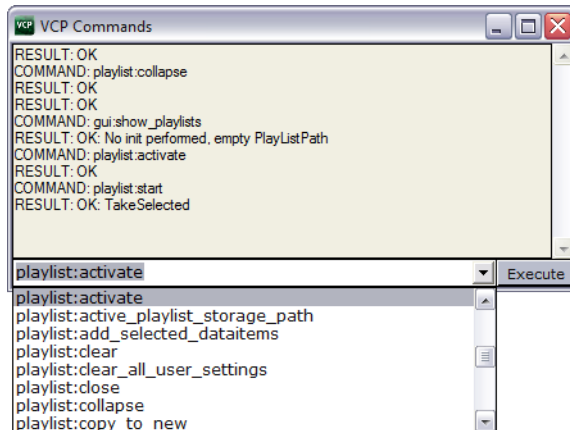 VCP VCP Commands
RESULT: OK
COMMAND: playlist:collapse
RESULT: OK
RESULT: OK
COMMAND: gui:show_playlists
RESULT: OK: No init performed, empty PlayListPath
COMMAND: playlist:activate
RESULT: OK
COMMAND: playlist:start
RESULT: OK: TakeSelected
playlist:activate Execute
playlist:activate
playlist:active_playlist_storage_path
playlist:add_selected_dataitems
playlist:clear
playlist:clear_all_user_settings
playlist:close
playlist:collapse
playlist:copy_to_new